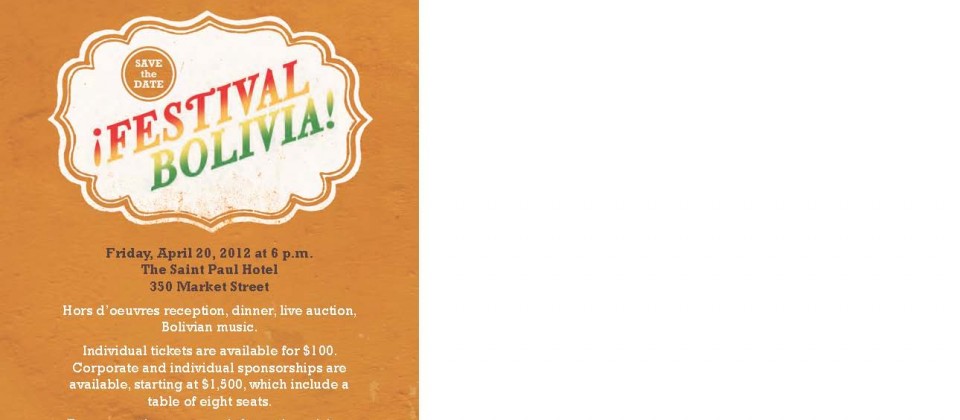 SAVE
the
DATE
¡FESTIVAL
BOLIVIA!
Friday, April 20, 2012 at 6 p.m.
The Saint Paul Hotel
350 Market Street
Hors d'oeuvres reception, dinner, live auction,
Bolivian music.
Individual tickets are available for $100.
Corporate and individual sponsorships are
available, starting at $1,500, which include a
table of eight seats.